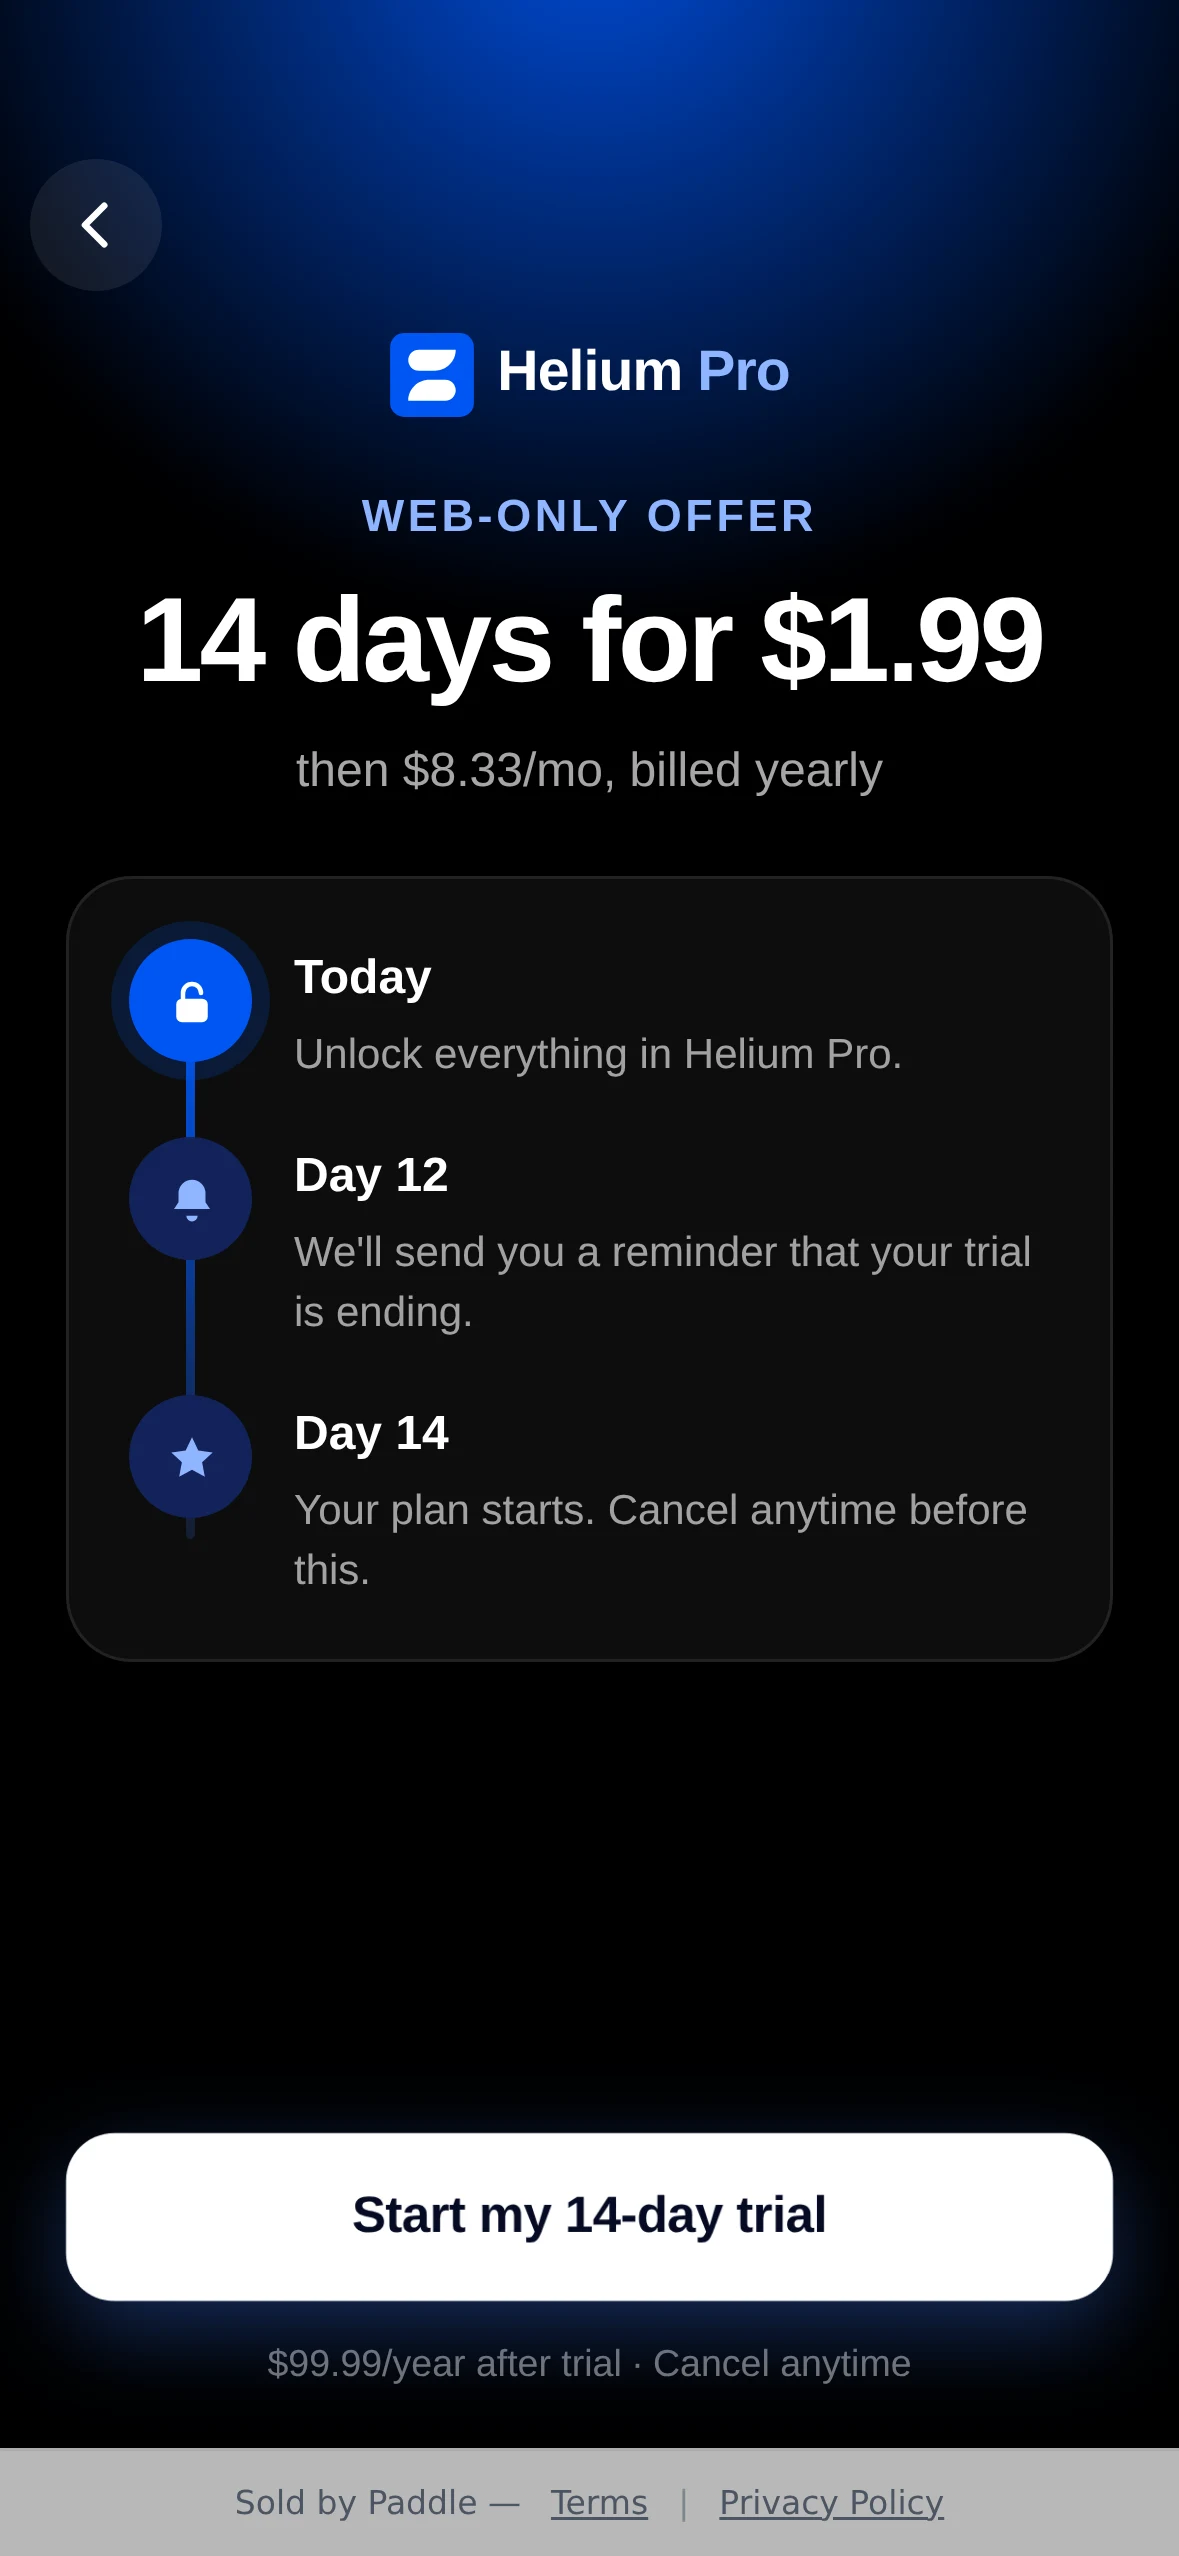 Helium Pro
WEB-ONLY OFFER
14 days for $1.99
then $8.33/mo, billed yearly
Today
Unlock everything in Helium Pro.
Day 12
We'll send you a reminder that your trial
is ending.
Day 14
Your plan starts. Cancel anytime before
this.
Start my 14-day trial
$99.99/year after trial · Cancel anytime
Sold by Paddle — Terms | Privacy Policy